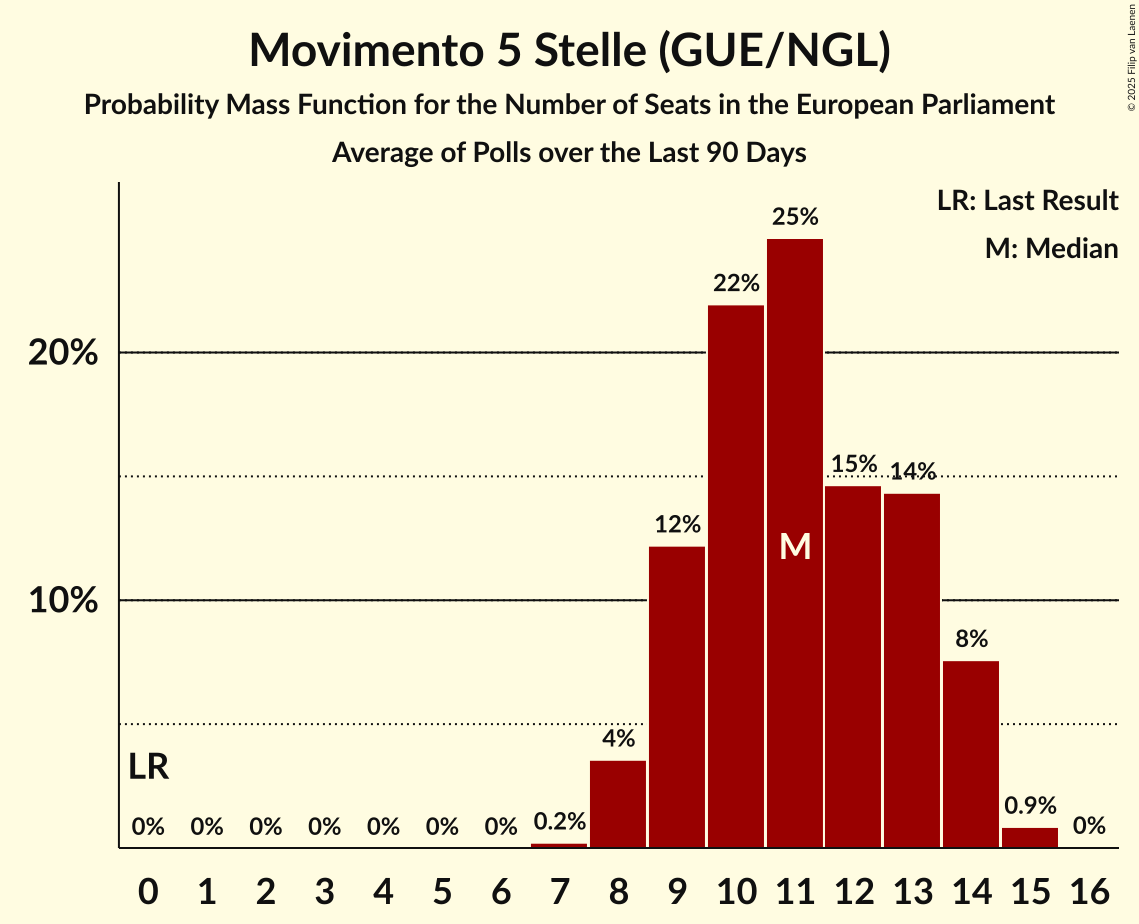 Movimento 5 Stelle (GUE/NGL)
Probability Mass Function for the Number of Seats in the European Parliament
Average of Polls over the Last 90 Days
© 2025 Filip van Laenen
LR: Last Result
M: Median
25%
22%
20%
15%
14%
12%
M
10%
8%
4%
LR
0% 0% 0% 0% 0% 0% 0% 0.2% 0.9% 0%
0 1 2 3 4 5 6 7 8 9 10 11 12 13 14 15 16